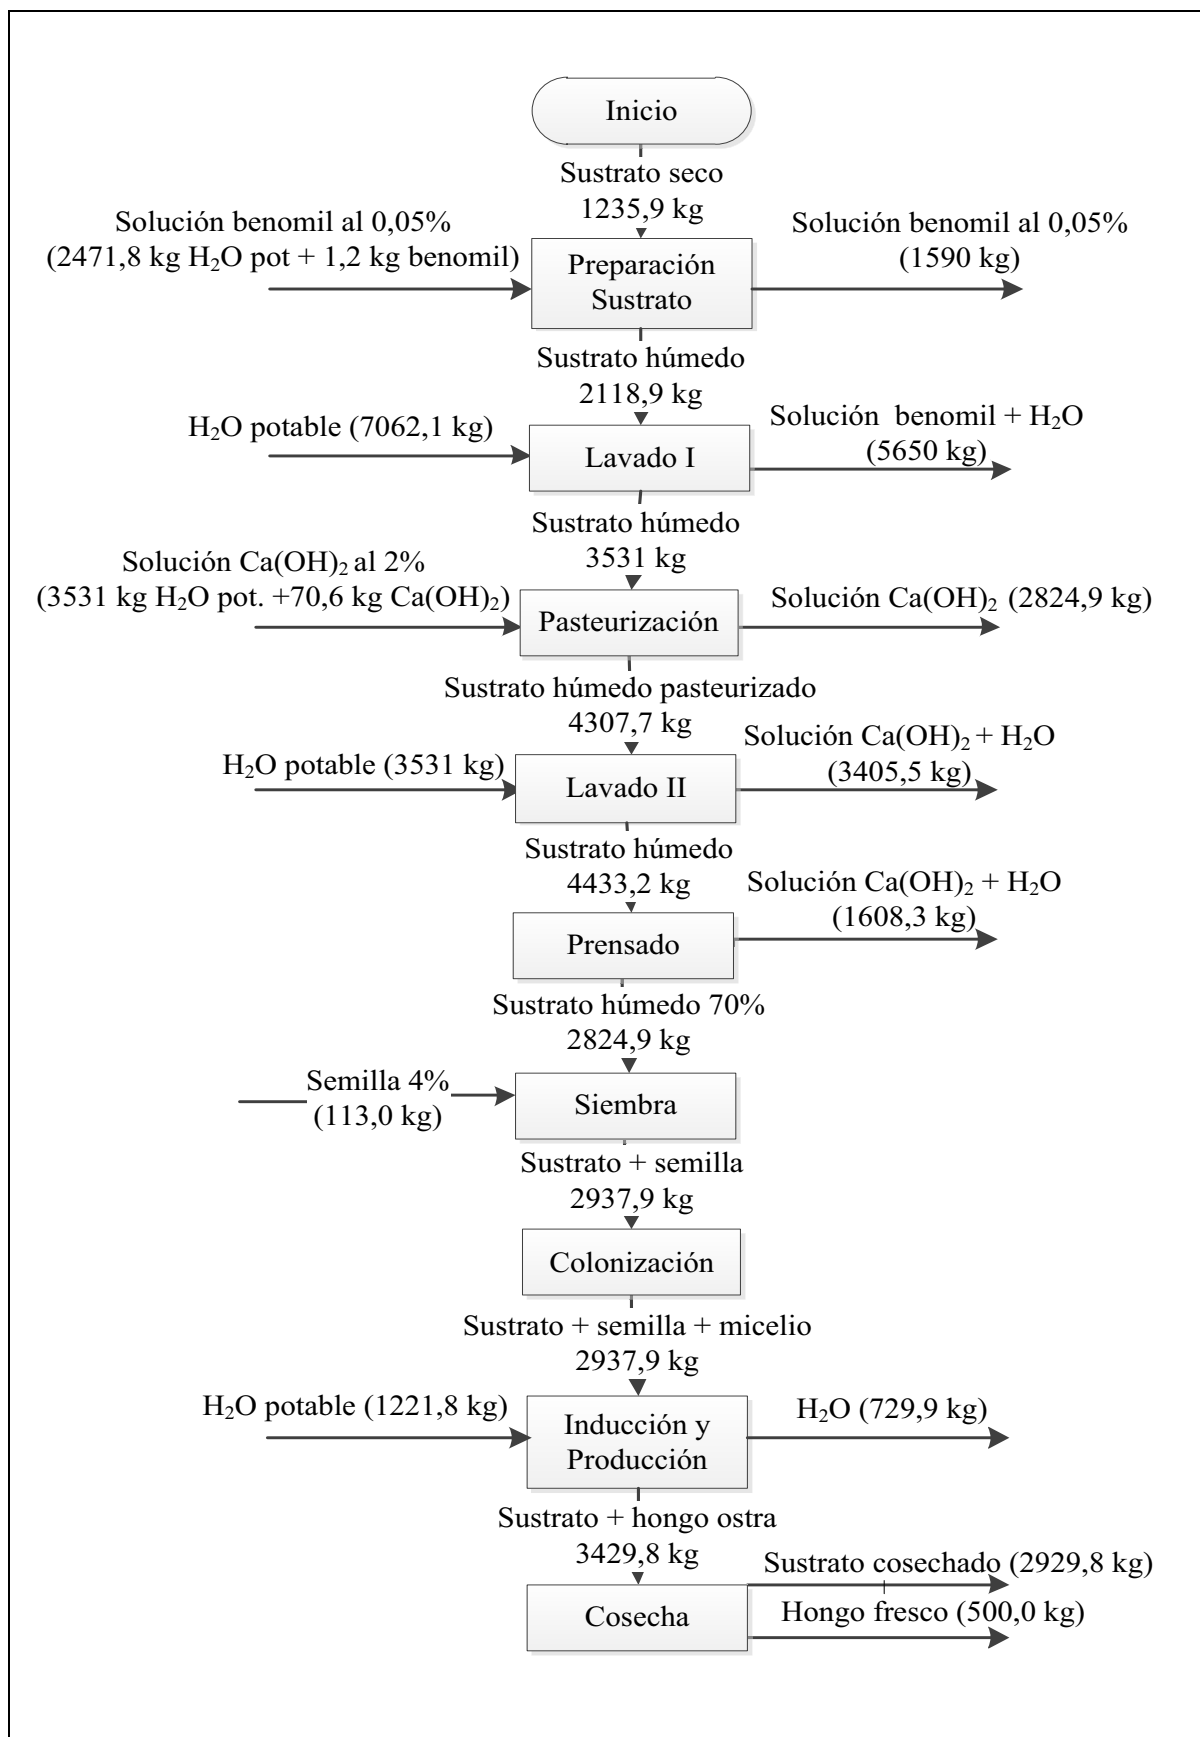 Inicio
Sustrato seco
1235,9 kg
Solución benomil al 0,05%
(2471,8 kg H₂O pot + 1,2 kg benomil)
Preparación
Sustrato
Solución benomil al 0,05%
(1590 kg)
Sustrato húmedo
2118,9 kg
H₂O potable (7062,1 kg)
Lavado I
Solución benomil + H₂O
(5650 kg)
Sustrato húmedo
3531 kg
Solución Ca(OH)₂ al 2%
(3531 kg H₂O pot. +70,6 kg Ca(OH)₂)
Pasteurización
Solución Ca(OH)₂ (2824,9 kg)
Sustrato húmedo pasteurizado
4307,7 kg
H₂O potable (3531 kg)
Lavado II
Solución Ca(OH)₂ + H₂O
(3405,5 kg)
Sustrato húmedo
4433,2 kg
Prensado
Solución Ca(OH)₂ + H₂O
(1608,3 kg)
Sustrato húmedo 70%
2824,9 kg
Semilla 4%
(113,0 kg)
Siembra
Sustrato + semilla
2937,9 kg
Colonización
Sustrato + semilla + micelio
2937,9 kg
H₂O potable (1221,8 kg)
Inducción y
Producción
H₂O (729,9 kg)
Sustrato + hongo ostra
3429,8 kg
Cosecha
Sustrato cosechado (2929,8 kg)
Hongo fresco (500,0 kg)